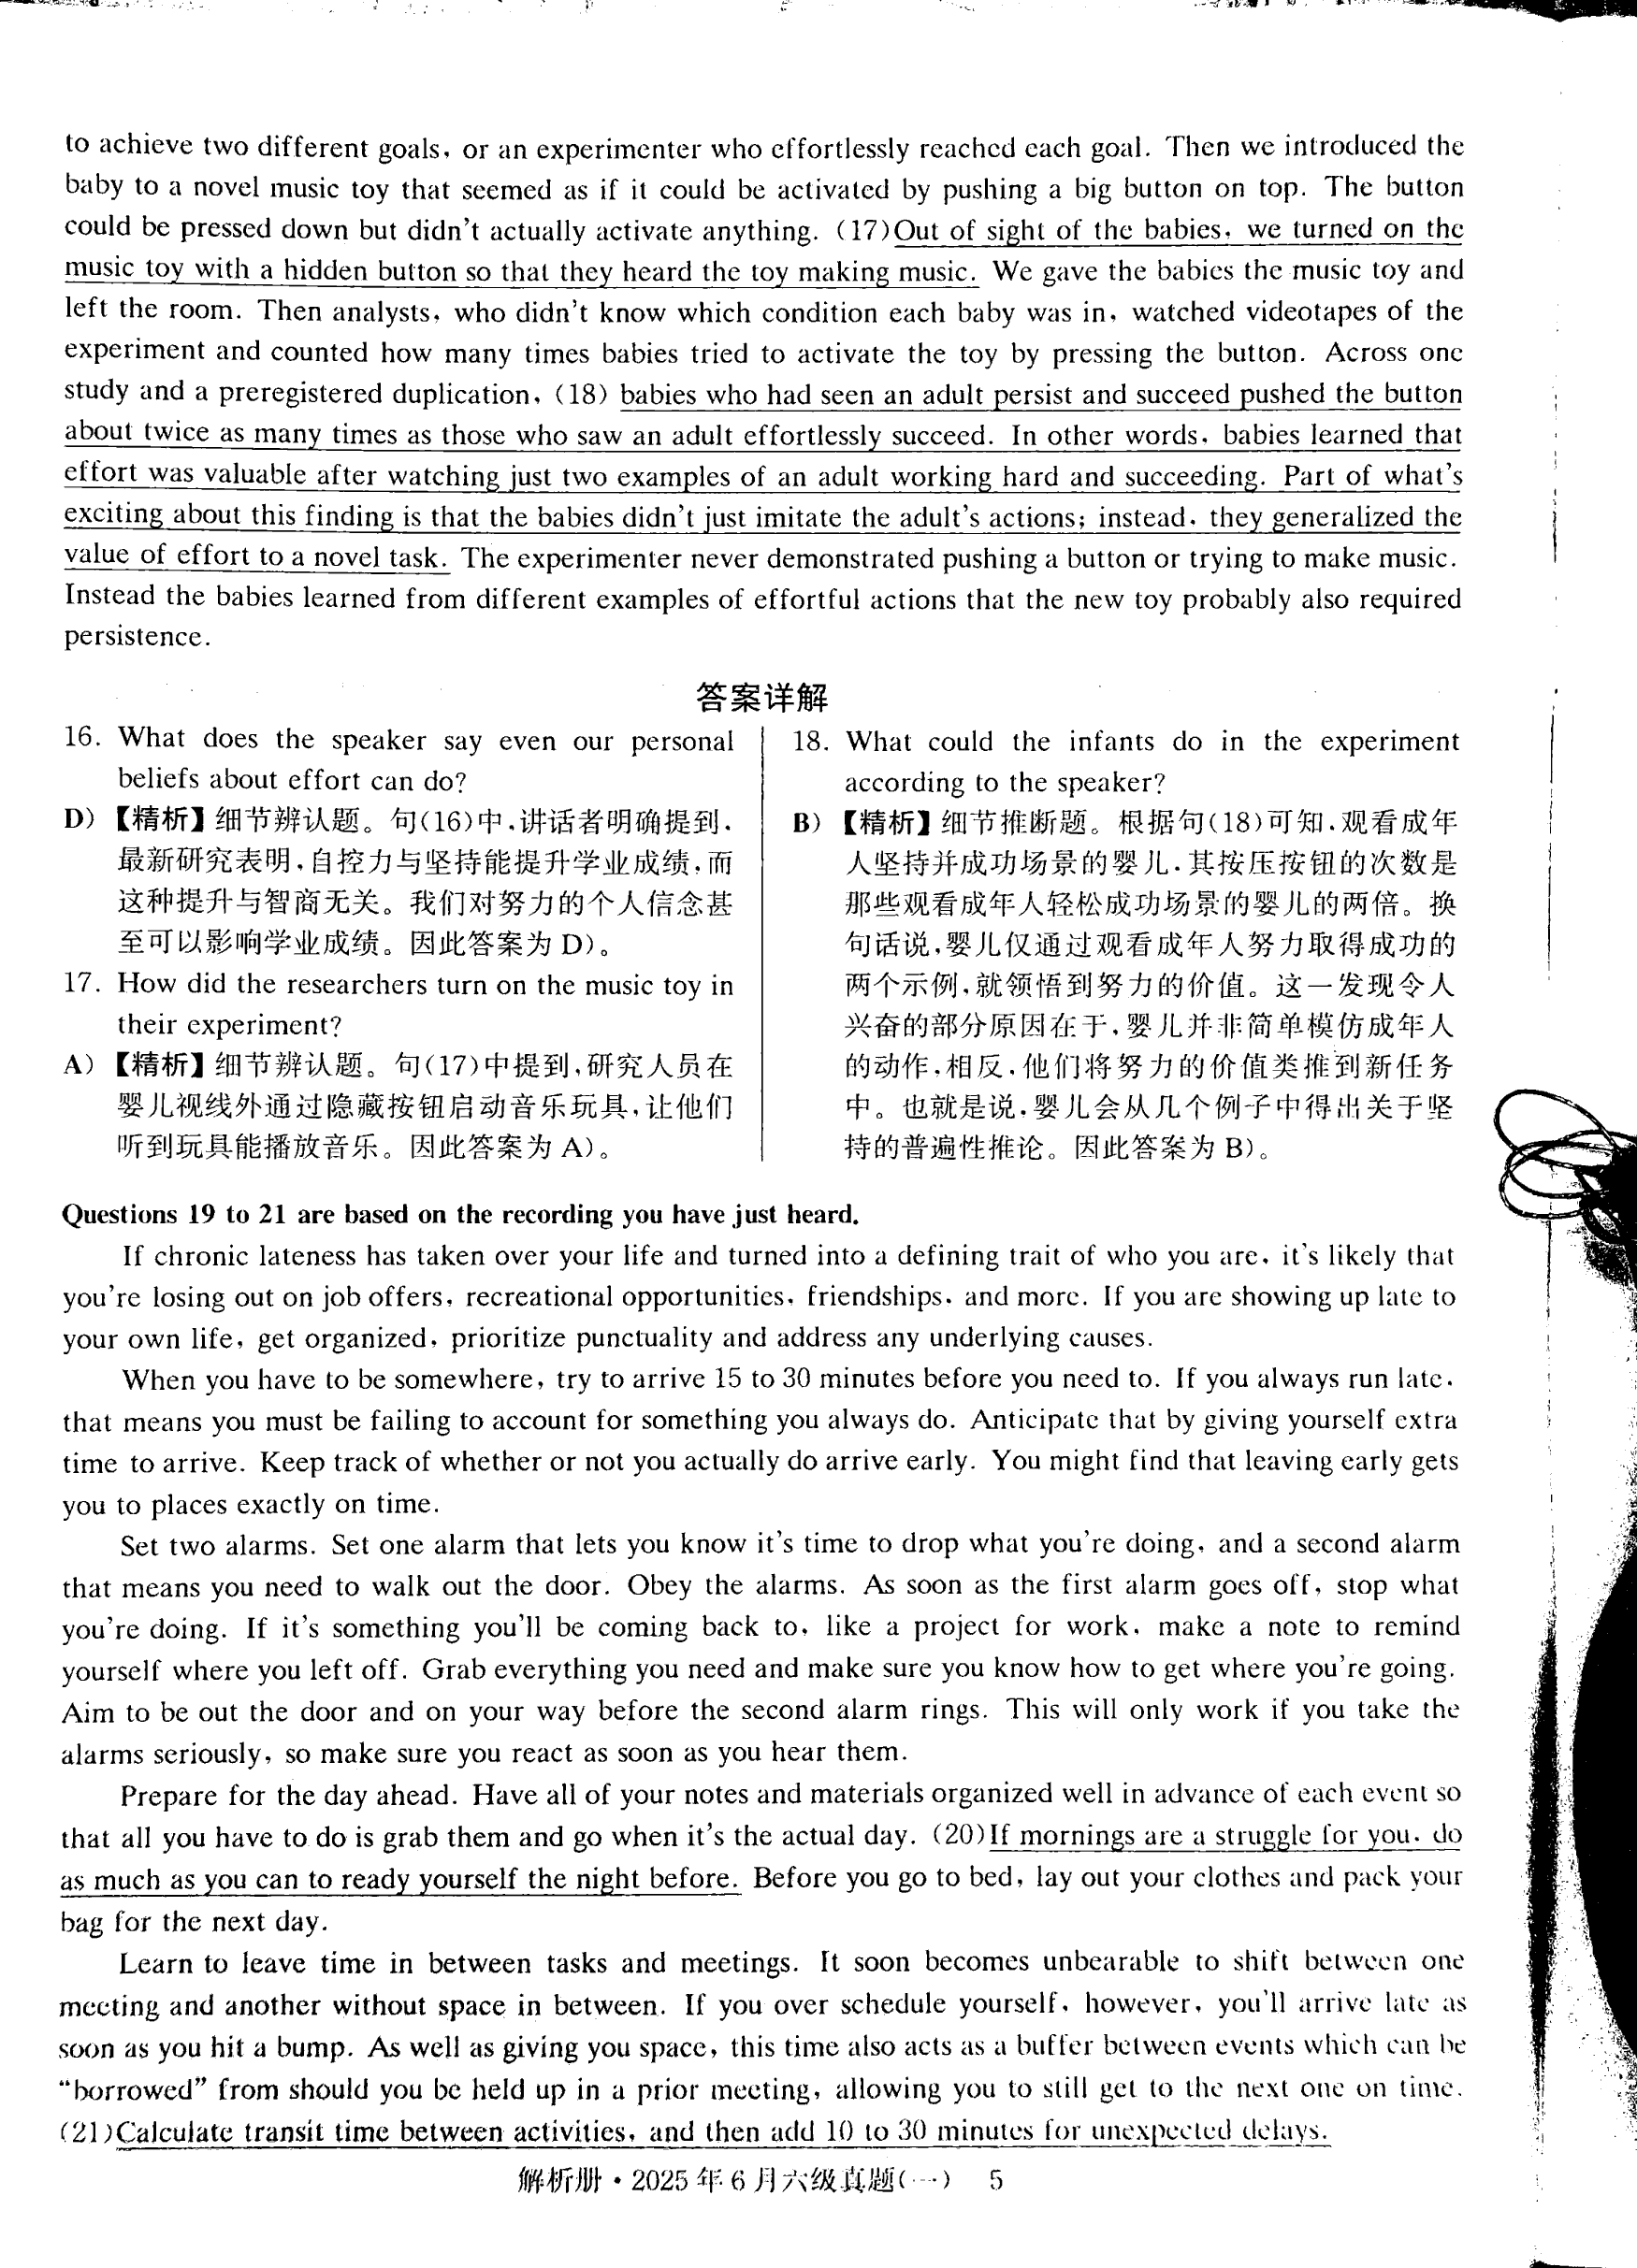 to achieve two different goals, or an experimenter who effortlessly reached each goal. Then we introduced the
baby to a novel music toy that seemed as if it could be activated by pushing a big button on top. The button
could be pressed down but didn't actually activate anything. (17)Out of sight of the babies, we turned on the
music toy with a hidden button so that they heard the toy making music. We gave the babies the music toy and
left the room. Then analysts, who didn't know which condition each baby was in, watched videotapes of the
experiment and counted how many times babies tried to activate the toy by pressing the button. Across one
study and a preregistered duplication, (18) babies who had seen an adult persist and succeed pushed the button
about twice as many times as those who saw an adult effortlessly succeed. In other words, babies learned that
effort was valuable after watching just two examples of an adult working hard and succeeding. Part of what's
exciting about this finding is that the babies didn't just imitate the adult's actions; instead, they generalized the
value of effort to a novel task. The experimenter never demonstrated pushing a button or trying to make music.
Instead the babies learned from different examples of effortful actions that the new toy probably also required
persistence.
答案详解
16. What does the speaker say even our personal
beliefs about effort can do?
D) 【精析】细节辨认题。句(16)中,讲话者明确提到,
最新研究表明,自控力与坚持能提升学业成绩,而
这种提升与智商无关。我们对努力的个人信念甚
至可以影响学业成绩。因此答案为 D)。
17. How did the researchers turn on the music toy in
their experiment?
A) 【精析】细节辨认题。句(17)中提到,研究人员在
婴儿视线外通过隐藏按钮启动音乐玩具,让他们
听到玩具能播放音乐。因此答案为 A)。
18. What could the infants do in the experiment
according to the speaker?
B) 【精析】细节推断题。根据句(18)可知,观看成年
人坚持并成功场景的婴儿,其按压按钮的次数是
那些观看成年人轻松成功场景的婴儿的两倍。换
句话说,婴儿仅通过观看成年人努力取得成功的
两个示例,就领悟到努力的价值。这一发现令人
兴奋的部分原因在于,婴儿并非简单模仿成年人
的动作,相反,他们将努力的价值类推到新任务
中。也就是说,婴儿会从几个例子中得出关于坚
持的普遍性推论。因此答案为 B)。
Questions 19 to 21 are based on the recording you have just heard.
If chronic lateness has taken over your life and turned into a defining trait of who you are, it's likely that
you're losing out on job offers, recreational opportunities, friendships, and more. If you are showing up late to
your own life, get organized, prioritize punctuality and address any underlying causes.
When you have to be somewhere, try to arrive 15 to 30 minutes before you need to. If you always run late,
that means you must be failing to account for something you always do. Anticipate that by giving yourself extra
time to arrive. Keep track of whether or not you actually do arrive early. You might find that leaving early gets
you to places exactly on time.
Set two alarms. Set one alarm that lets you know it's time to drop what you're doing, and a second alarm
that means you need to walk out the door. Obey the alarms. As soon as the first alarm goes off, stop what
you're doing. If it's something you'll be coming back to, like a project for work, make a note to remind
yourself where you left off. Grab everything you need and make sure you know how to get where you're going.
Aim to be out the door and on your way before the second alarm rings. This will only work if you take the
alarms seriously, so make sure you react as soon as you hear them.
Prepare for the day ahead. Have all of your notes and materials organized well in advance of each event so
that all you have to do is grab them and go when it's the actual day. (20)If mornings are a struggle for you, do
as much as you can to ready yourself the night before. Before you go to bed, lay out your clothes and pack your
bag for the next day.
Learn to leave time in between tasks and meetings. It soon becomes unbearable to shift between one
meeting and another without space in between. If you over schedule yourself, however, you'll arrive late as
soon as you hit a bump. As well as giving you space, this time also acts as a buffer between events which can be
“borrowed” from should you be held up in a prior meeting, allowing you to still get to the next one on time.
(21)Calculate transit time between activities, and then add 10 to 30 minutes for unexpected delays.
解析册·2025 年 6 月六级真题(一) 5